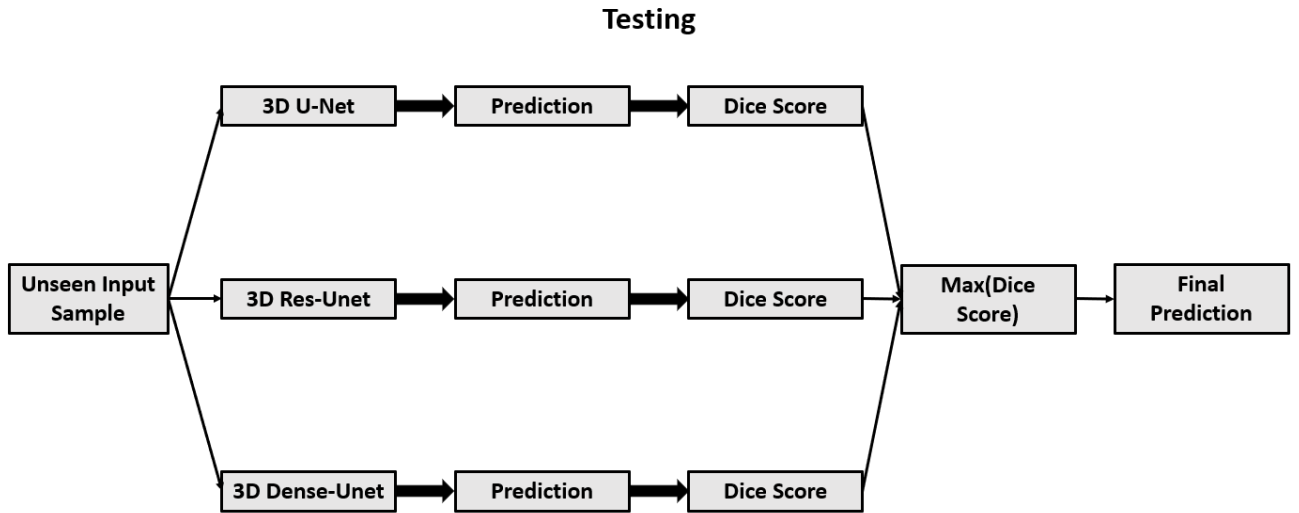 Testing
3D U-Net
Prediction
Dice Score
Unseen Input
Sample
3D Res-Unet
Prediction
Dice Score
Max(Dice
Score)
Final
Prediction
3D Dense-Unet
Prediction
Dice Score